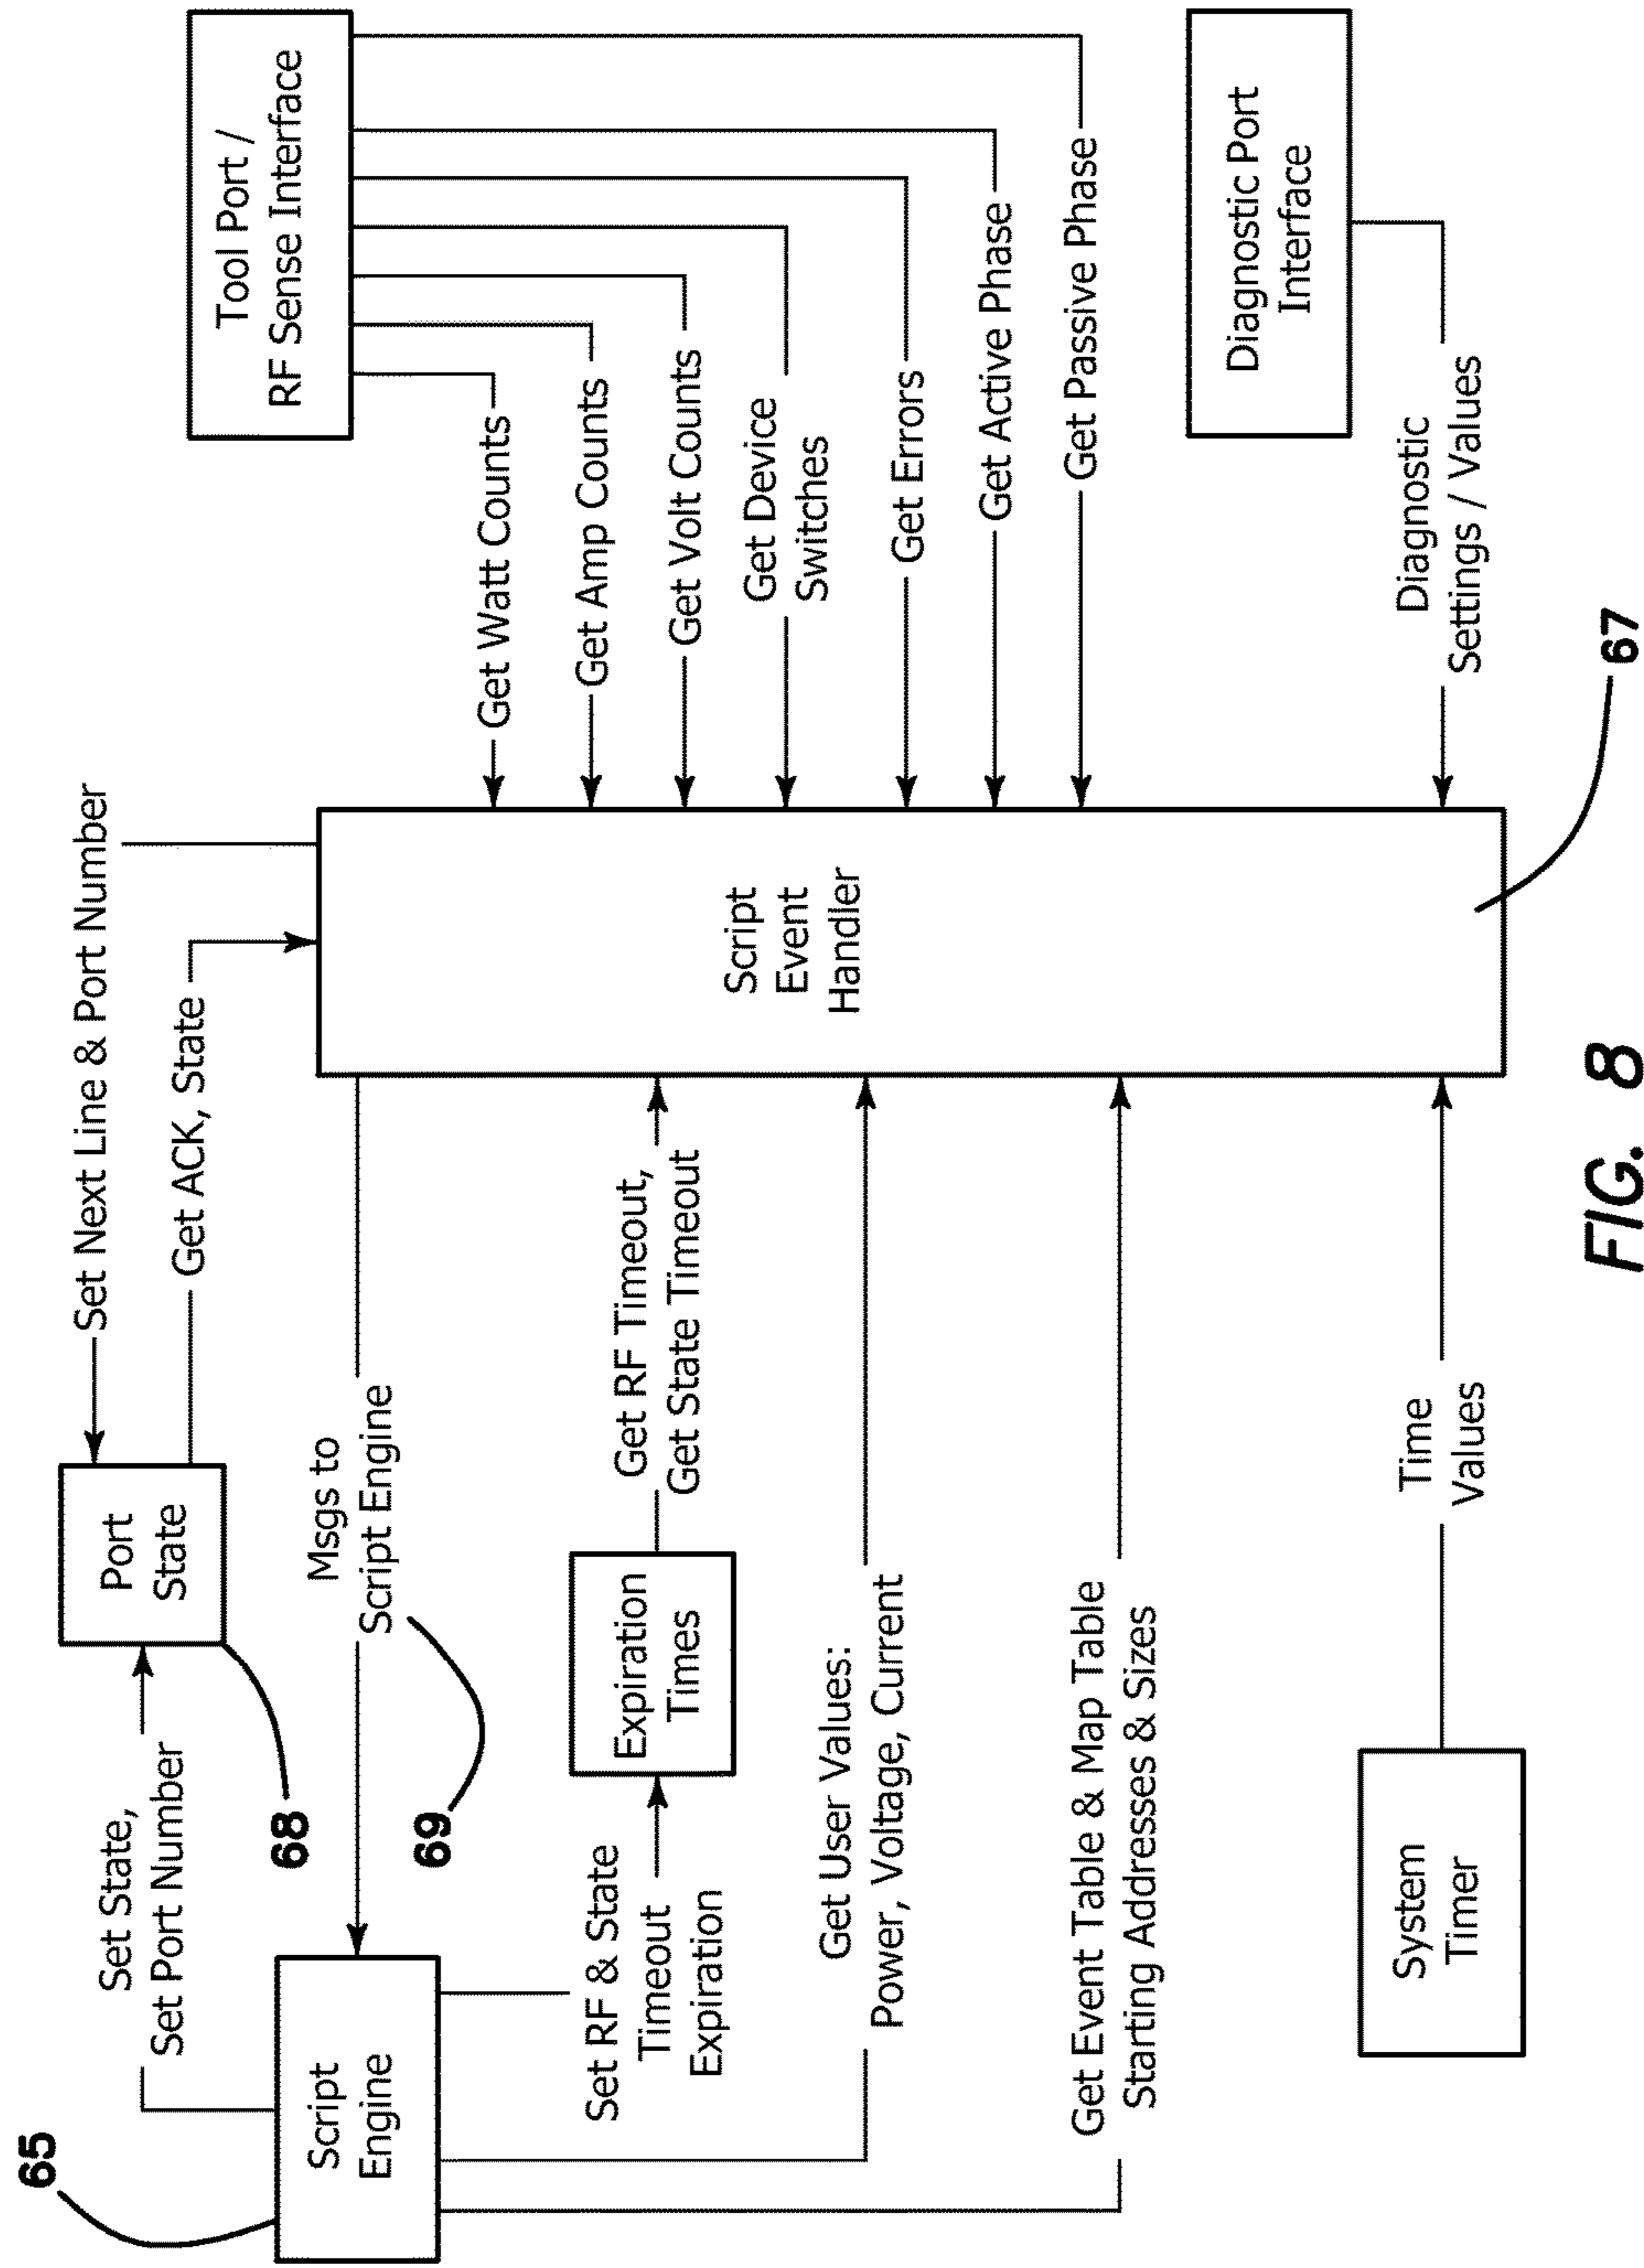 65
Script
Engine
Set State,
Set Port Number
68
Port
State
Set Next Line & Port Number
Get ACK, State
Msgs to
Script Engine
69
Set RF & State
Timeout
Expiration
Expiration
Times
Get RF Timeout,
Get State Timeout
Get User Values:
Power, Voltage, Current
Get Event Table & Map Table
Starting Addresses & Sizes
System
Timer
Time
Values
Script
Event
Handler
67
Tool Port /
RF Sense Interface
Get Watt Counts
Get Amp Counts
Get Volt Counts
Get Device
Switches
Get Errors
Get Active Phase
Get Passive Phase
Diagnostic Port
Interface
Diagnostic
Settings / Values
FIG. 8